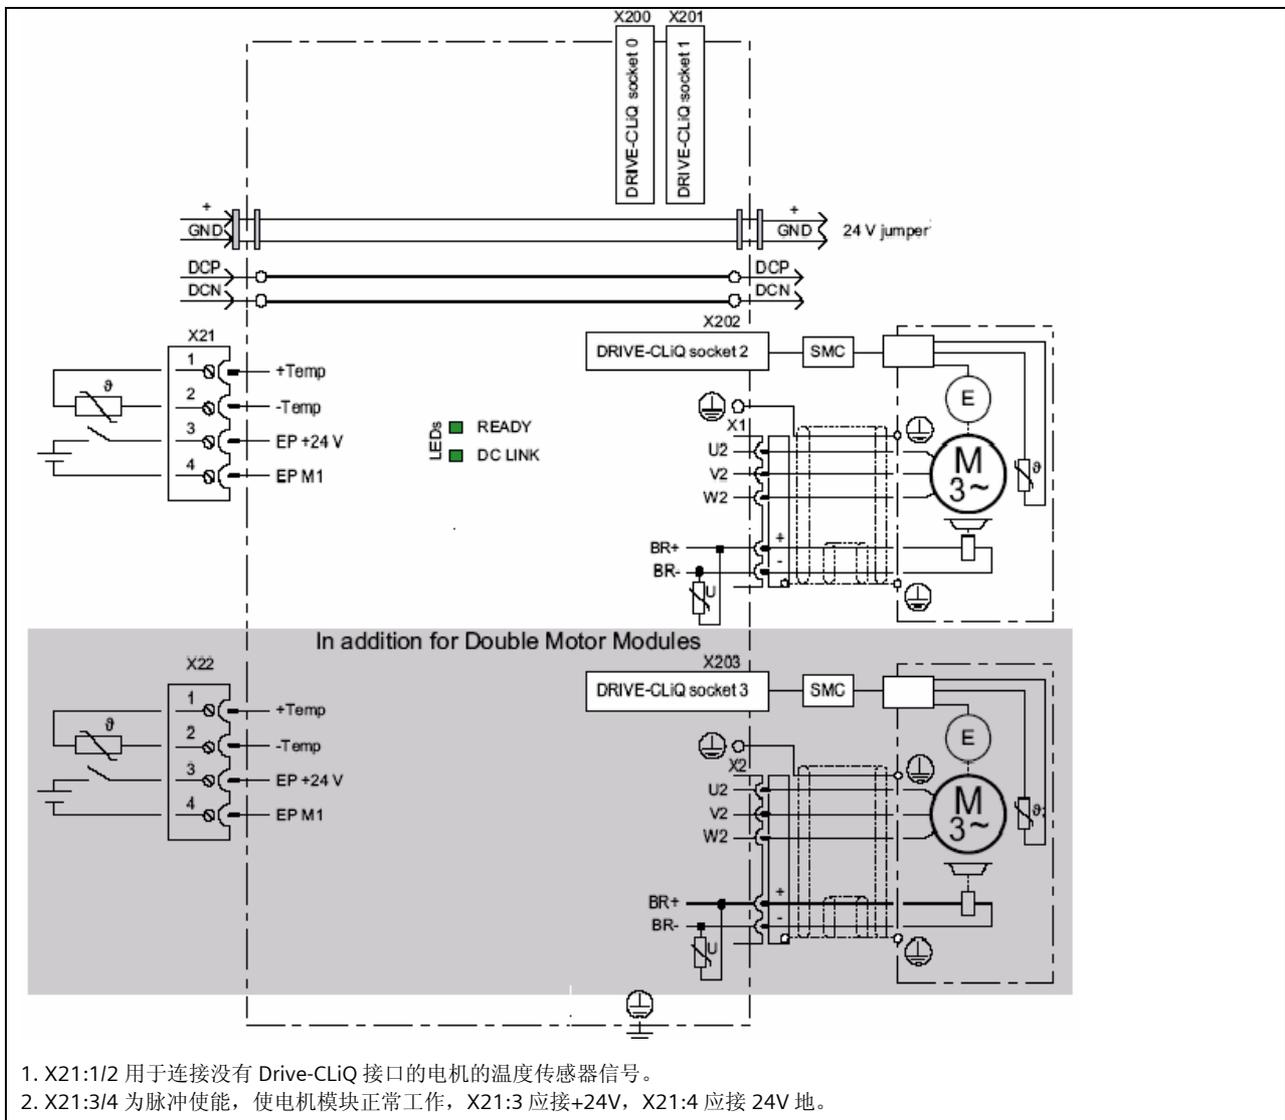 X200 X201
DRIVE-CLiQ socket 0
DRIVE-CLiQ socket 1
+ +
GND GND 24 V jumper
DCP DCP
DCN DCN
X21 X202
DRIVE-CLiQ socket 2 SMC
1 +Temp
ϑ
2 -Temp
3 EP +24 V
4 EP M1
LEDs
READY
DC LINK
E
X1
U2
V2
W2
M
3~
ϑ
BR+ +
BR- -
U
In addition for Double Motor Modules
X22 X203
DRIVE-CLiQ socket 3 SMC
1 +Temp
ϑ
2 -Temp
3 EP +24 V
4 EP M1
E
X2
U2
V2
W2
M
3~
ϑ
BR+ +
BR- -
U
1. X21:1/2 用于连接没有 Drive-CLiQ 接口的电机的温度传感器信号。
2. X21:3/4 为脉冲使能，使电机模块正常工作，X21:3 应接+24V，X21:4 应接 24V 地。